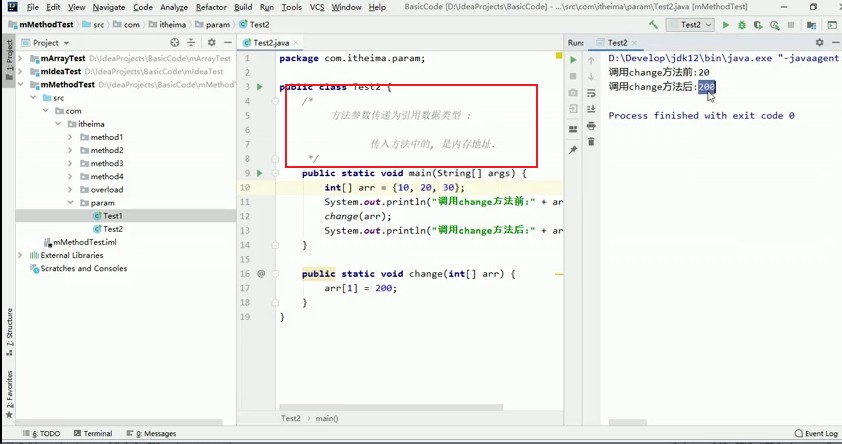 File Edit View Navigate Code Analyze Refactor Build Run Tools VCS Window Help
BasicCode [D:\IdeaProjects\BasicCode] - ...\src\com\itheima\param\Test2.java [mMethodTest]
mMethodTest src com itheima param Test2
Test2
1: Project
Project
Test2.java
Run: Test2
mArrayTest D:\IdeaProjects\BasicCode\mArrayTest
mIdeaTest D:\IdeaProjects\BasicCode\mIdeaTest
mMethodTest D:\IdeaProjects\BasicCode\mMethod
src
com
itheima
method1
method2
method3
method4
overload
param
Test1
Test2
mMethodTest.iml
External Libraries
Scratches and Consoles
1 package com.itheima.param;
2
3 public class Test2 {
4 /*
5 方法参数传递为引用数据类型 :
6
7 传入方法中的, 是内存地址.
8 */
9 public static void main(String[] args) {
10 int[] arr = {10, 20, 30};
11 System.out.println("调用change方法前:" + ar
12 change(arr);
13 System.out.println("调用change方法后:" + ar
14 }
15
16 @ public static void change(int[] arr) {
17 arr[1] = 200;
18 }
19 }
Test2 main()
D:\Develop\jdk12\bin\java.exe "-javaagent
调用change方法前:20
调用change方法后:200
Process finished with exit code 0
7: Structure
2: Favorites
6: TODO Terminal 0: Messages Event Log